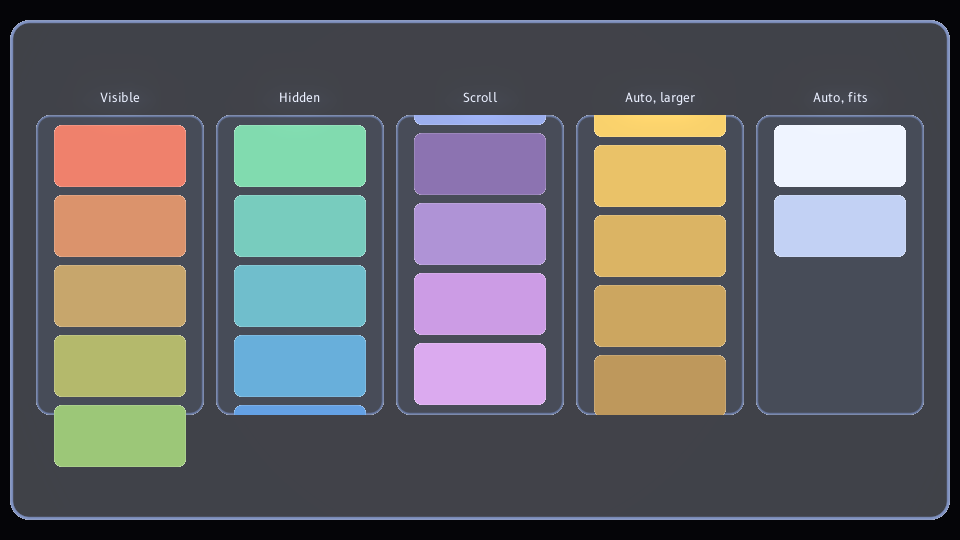 Visible
Hidden
Scroll
Auto, larger
Auto, fits